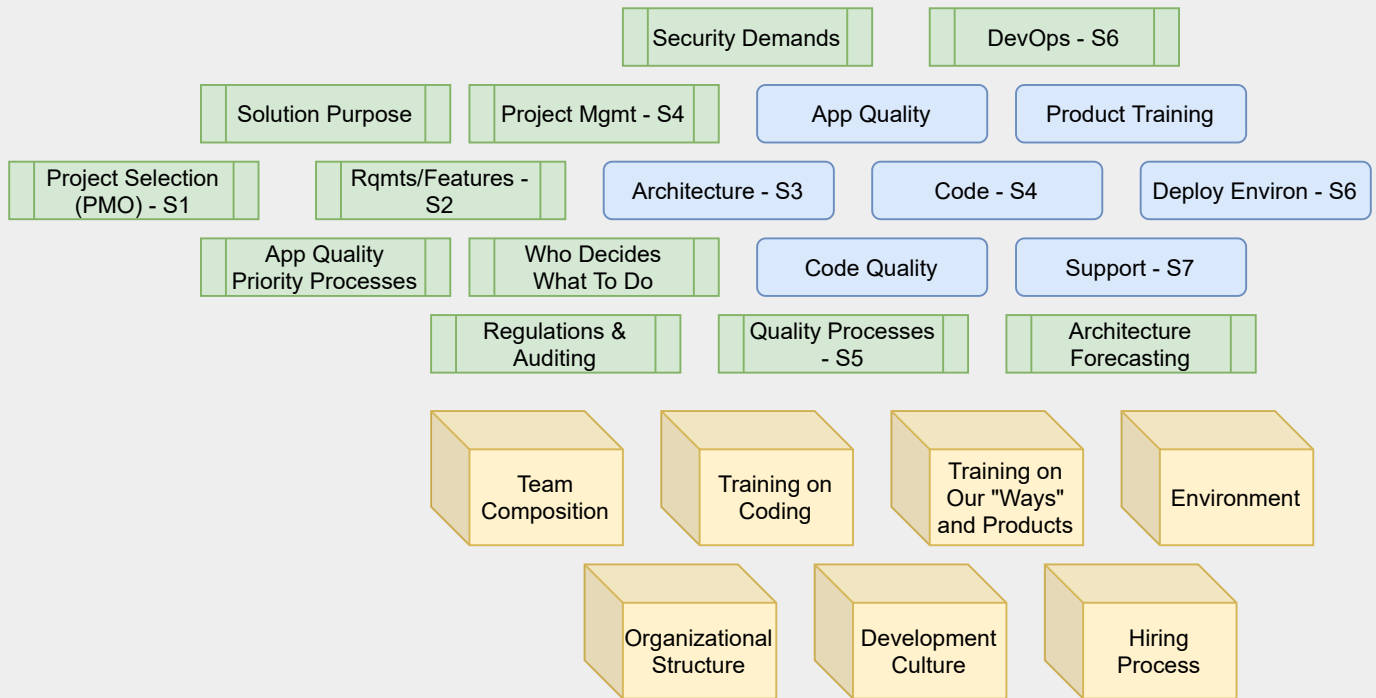 Security Demands
DevOps - S6
Solution Purpose
Project Mgmt - S4
App Quality
Product Training
Project Selection
(PMO) - S1
Rqmts/Features -
S2
Architecture - S3
Code - S4
Deploy Environ - S6
App Quality
Priority Processes
Who Decides
What To Do
Code Quality
Support - S7
Regulations &
Auditing
Quality Processes
- S5
Architecture
Forecasting
Team
Composition
Training on
Coding
Training on
Our "Ways"
and Products
Environment
Organizational
Structure
Development
Culture
Hiring
Process